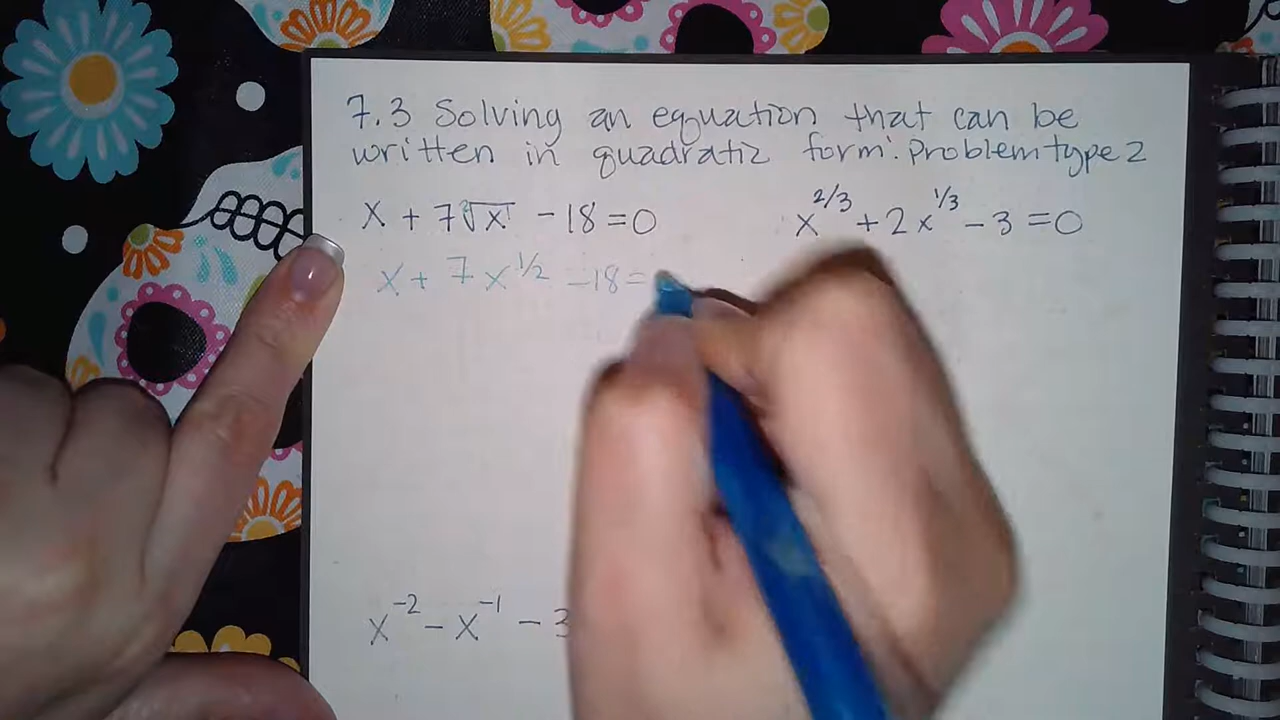 7.3 Solving an equation that can be
written in quadratic form. Problem type 2
x + 7√x - 18 = 0
x^2/3 + 2x^1/3 - 3 = 0
x + 7x^1/2 - 18 =
x^-2 - x^-1 - 3